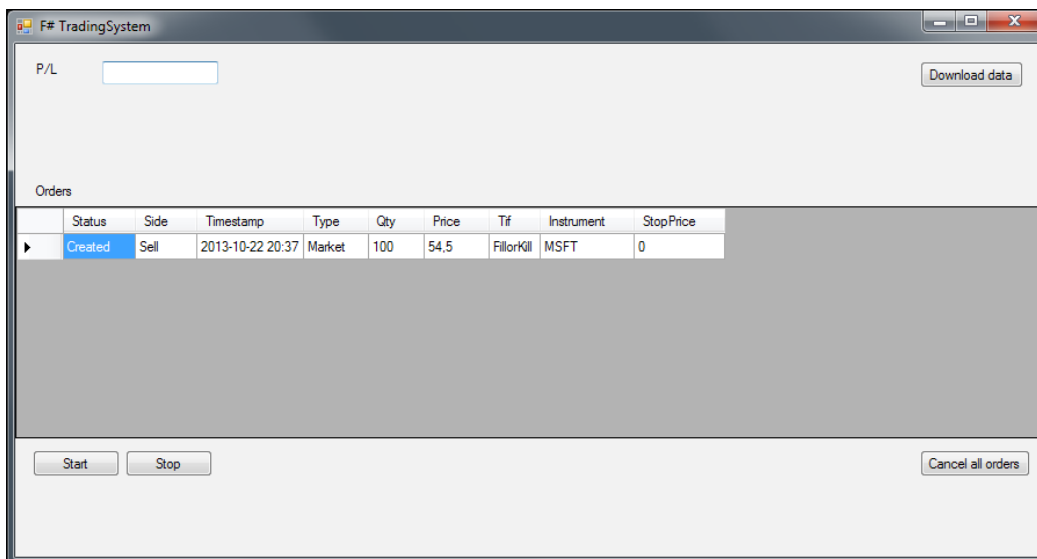 F# TradingSystem
P/L
Download data
Orders
Status Side Timestamp Type Qty Price Tif Instrument StopPrice
Created Sell 2013-10-22 20:37 Market 100 54,5 FillorKill MSFT 0
Start Stop Cancel all orders